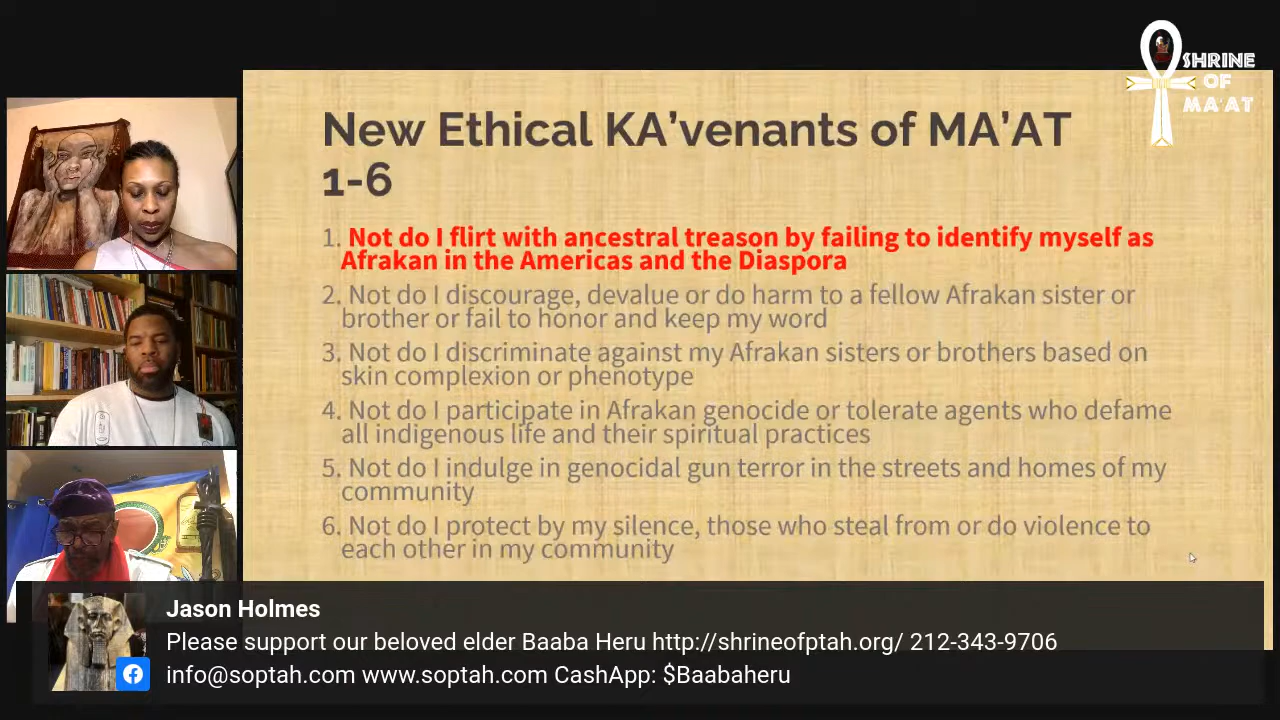 SHRINE
OF
MA'AT
New Ethical KA’venants of MA’AT
1-6
1. Not do I flirt with ancestral treason by failing to identify myself as
Afrakan in the Americas and the Diaspora
2. Not do I discourage, devalue or do harm to a fellow Afrakan sister or
brother or fail to honor and keep my word
3. Not do I discriminate against my Afrakan sisters or brothers based on
skin complexion or phenotype
4. Not do I participate in Afrakan genocide or tolerate agents who defame
all indigenous life and their spiritual practices
5. Not do I indulge in genocidal gun terror in the streets and homes of my
community
6. Not do I protect by my silence, those who steal from or do violence to
each other in my community
Jason Holmes
Please support our beloved elder Baaba Heru http://shrineofptah.org/ 212-343-9706
info@soptah.com www.soptah.com CashApp: $Baabaheru